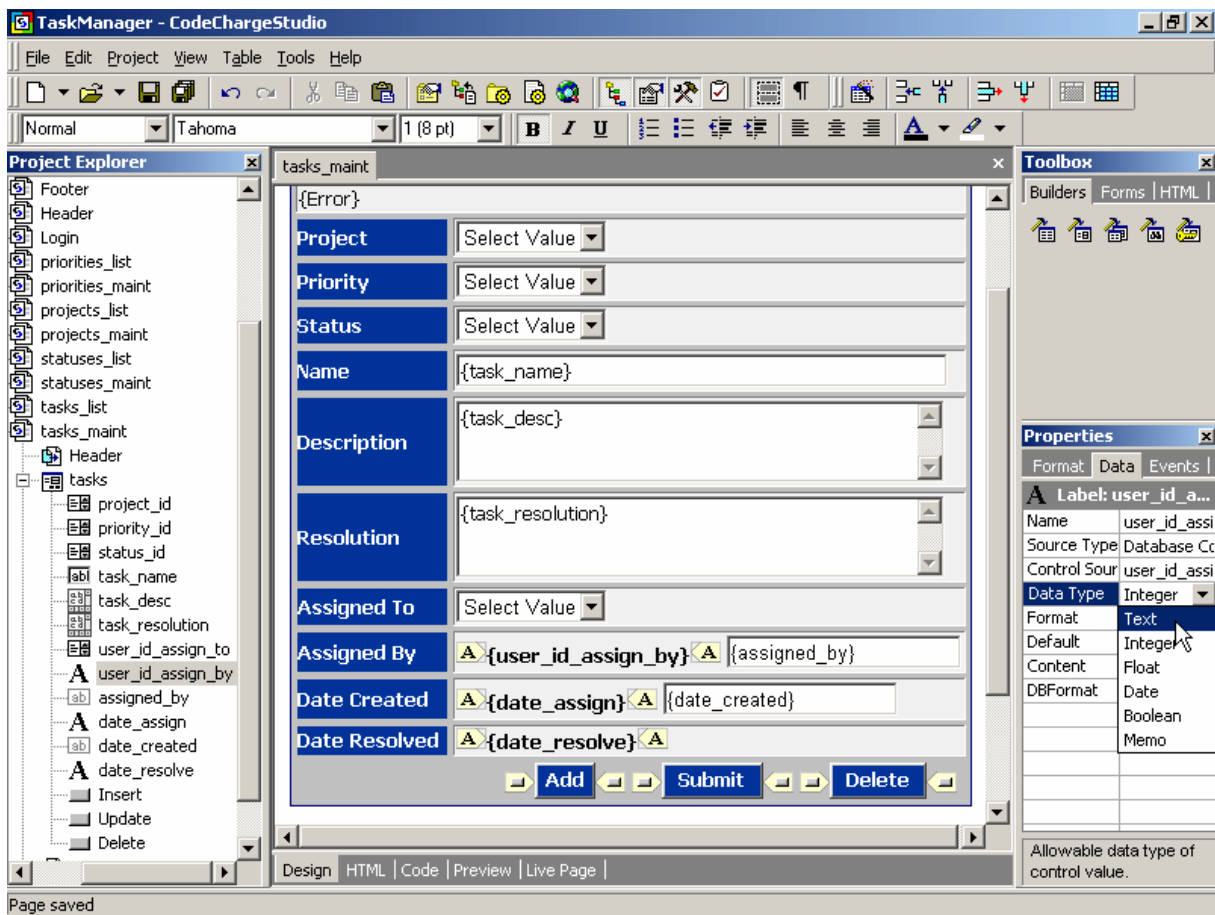 TaskManager - CodeChargeStudio
File Edit Project View Table Tools Help
Normal Tahoma 1 (8 pt) B I U A
Project Explorer
Footer
Header
Login
priorities_list
priorities_maint
projects_list
projects_maint
statuses_list
statuses_maint
tasks_list
tasks_maint
Header
tasks
project_id
priority_id
status_id
task_name
task_desc
task_resolution
user_id_assign_to
A user_id_assign_by
assigned_by
A date_assign
date_created
A date_resolve
Insert
Update
Delete
tasks_maint
{Error}
Project Select Value
Priority Select Value
Status Select Value
Name {task_name}
Description {task_desc}
Resolution {task_resolution}
Assigned To Select Value
Assigned By A {user_id_assign_by} A {assigned_by}
Date Created A {date_assign} A {date_created}
Date Resolved A {date_resolve} A
Add Submit Delete
Design HTML Code Preview Live Page
Toolbox
Builders Forms HTML
Properties
Format Data Events
A Label: user_id_a...
Name user_id_assi
Source Type Database Co
Control Sour user_id_assi
Data Type Integer
Format
Default
Content
DBFormat
Text
Integer
Float
Date
Boolean
Memo
Allowable data type of
control value.
Page saved